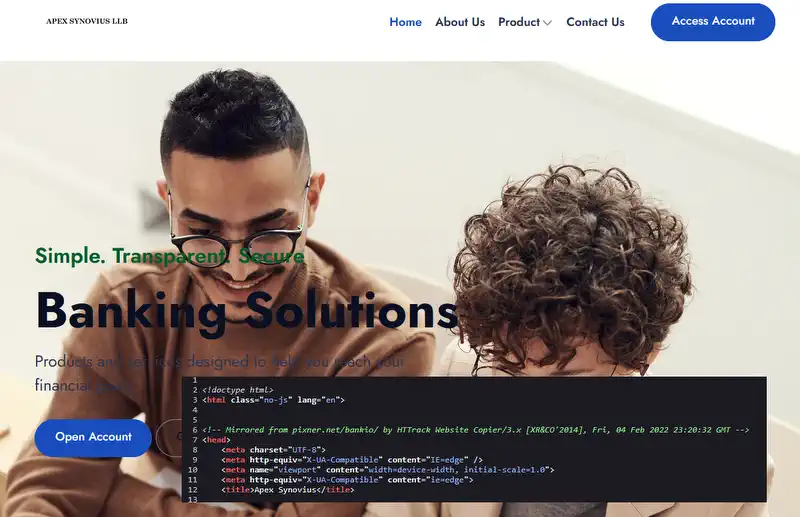 APEX SYNOVIUS LLB
Home About Us Product Contact Us Access Account
Simple. Transparent. Secure
Banking Solutions
Products and services designed to help you reach your
financial
Open Account
1
2 <!doctype html>
3 <html class="no-js" lang="en">
4
5
6 <!-- Mirrored from pixner.net/bankio/ by HTTrack Website Copier/3.x [XR&CO'2014], Fri, 04 Feb 2022 23:20:32 GMT -->
7 <head>
8 <meta charset="UTF-8">
9 <meta http-equiv="X-UA-Compatible" content="IE=edge" />
10 <meta name="viewport" content="width=device-width, initial-scale=1.0">
11 <meta http-equiv="X-UA-Compatible" content="ie=edge">
12 <title>Apex Synovius</title>
13